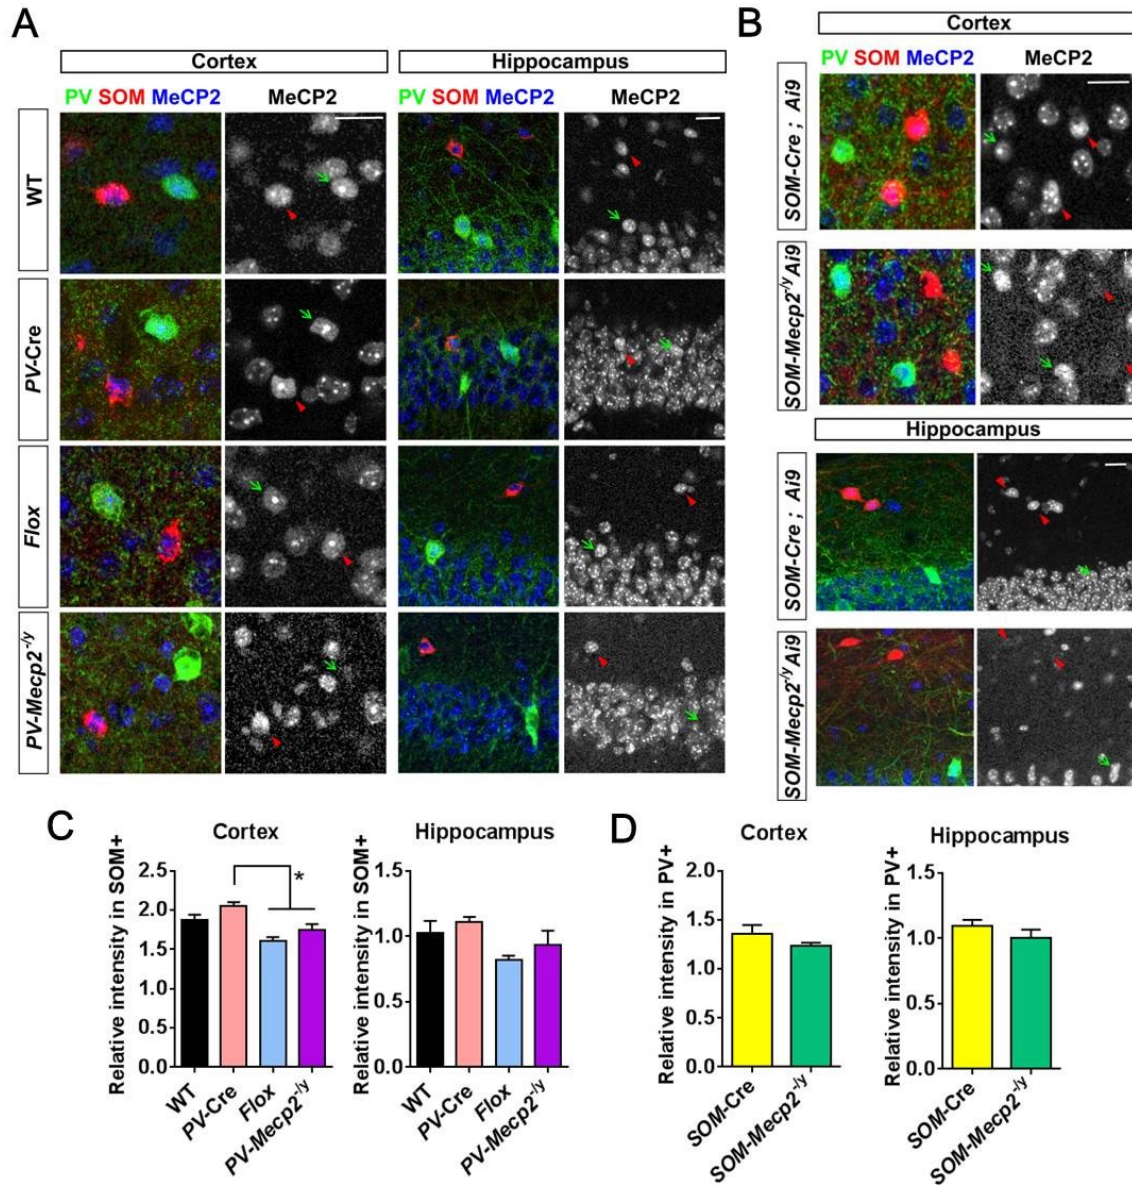 A
Cortex
Hippocampus
PV SOM MeCP2
MeCP2
PV SOM MeCP2
MeCP2
WT
PV-Cre
Flox
PV-Mecp2-/y
B
Cortex
PV SOM MeCP2
MeCP2
SOM-Cre ; Ai9
SOM-Mecp2-/yAi9
Hippocampus
SOM-Cre ; Ai9
SOM-Mecp2-/yAi9
C
Cortex
Relative intensity in SOM+
2.5
2.0
1.5
1.0
0.5
0.0
*
WT
PV-Cre
Flox
PV-Mecp2-/y
Hippocampus
Relative intensity in SOM+
1.5
1.0
0.5
0.0
WT
PV-Cre
Flox
PV-Mecp2-/y
D
Cortex
Relative intensity in PV+
2.0
1.5
1.0
0.5
0.0
SOM-Cre
SOM-Mecp2-/y
Hippocampus
Relative intensity in PV+
1.5
1.0
0.5
0.0
SOM-Cre
SOM-Mecp2-/y